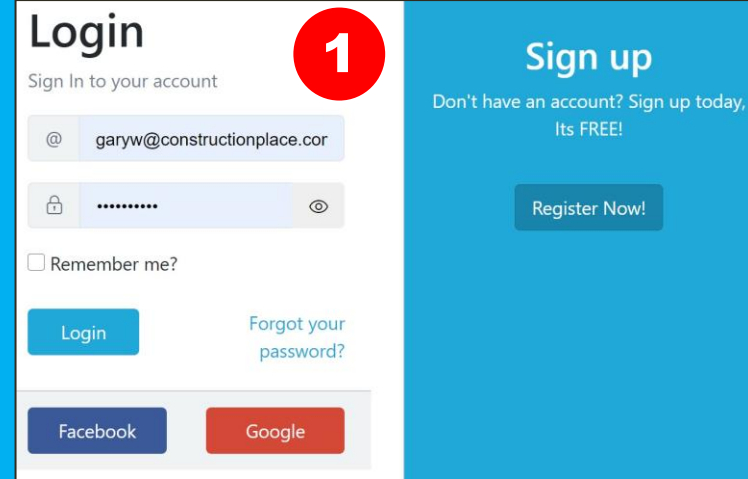 Login
1
Sign In to your account
@ garyw@constructionplace.cor
••••••••••
Remember me?
Login
Forgot your
password?
Facebook
Google
Sign up
Don't have an account? Sign up today,
Its FREE!
Register Now!